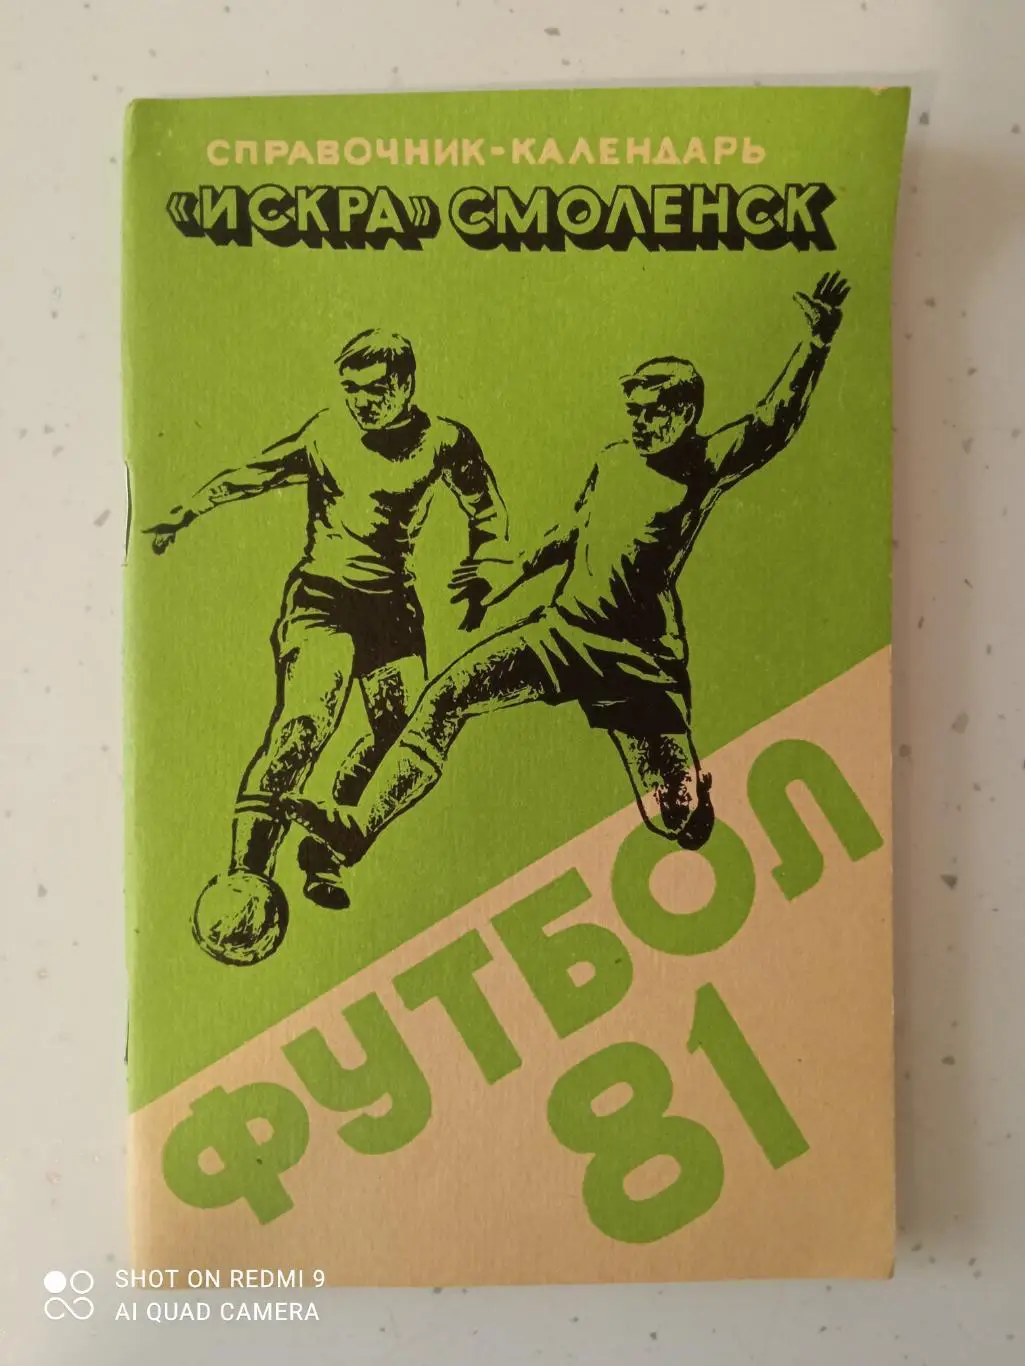 СПРАВОЧНИК-КАЛЕНДАРЬ
«ИСКРА» СМОЛЕНСК
ФУТБОЛ
81
SHOT ON REDMI 9
AI QUAD CAMERA